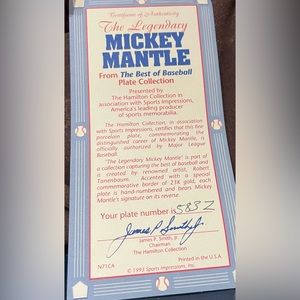 Certificate of Authenticity
The Legendary
MICKEY
MANTLE
From The Best of Baseball
Plate Collection
Presented by
The Hamilton Collection in
association with Sports Impressions,
America's leading producer
of sports memorabilia.
The Hamilton Collection, in association
with Sports Impressions, certifies that this fine
porcelain plate, commemorating the
distinguished career of Mickey Mantle, is
officially authorized by Major League
Baseball.
"The Legendary Mickey Mantle" is part of
a collection capturing the best of baseball and
is created by renowned artist, Robert
Tanenbaum. Accented with a special
commemorative border of 23K gold, each
plate is hand-numbered and bears Mickey
Mantle's signature on its reverse.
Your plate number is 5837
James P. Smith, Jr.
James P. Smith, Jr.
Chairman
The Hamilton Collection
N71CA
Printed in the U.S.A.
© 1993 Sports Impressions, Inc.